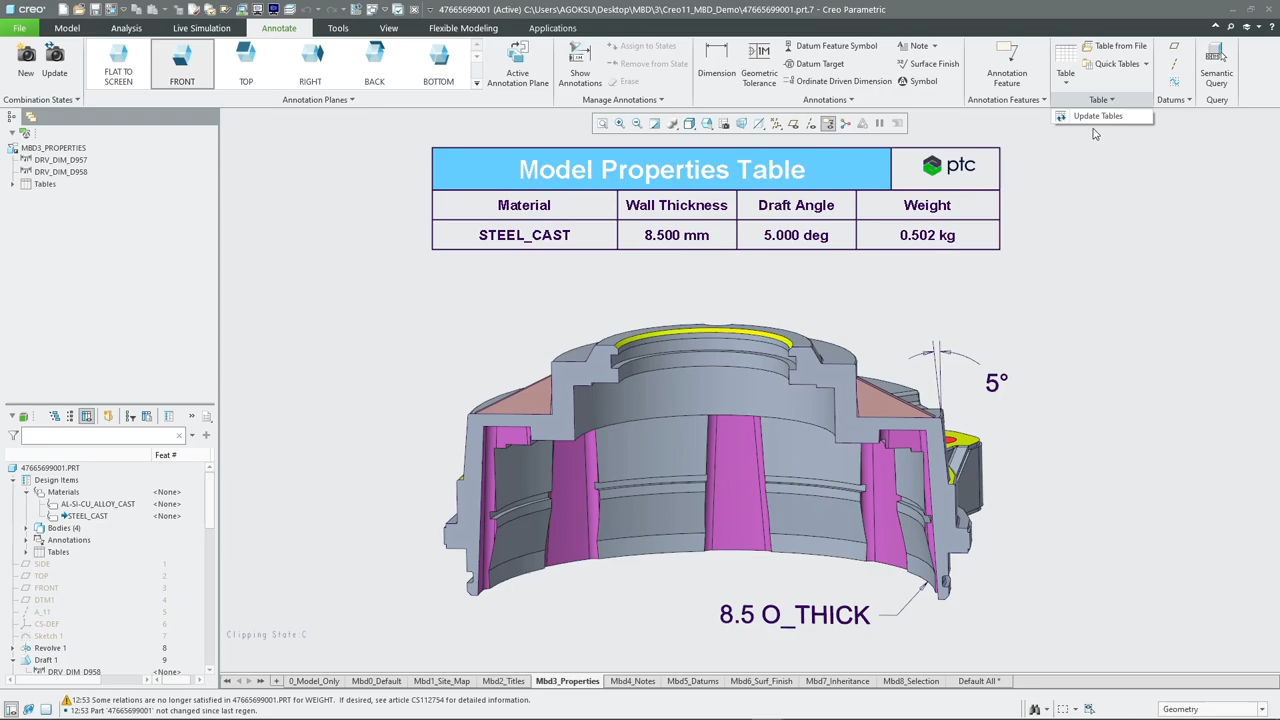 creo
47665699001 (Active) C:\Users\AGOKSU\Desktop\MBD\3\Creo11_MBD_Demo\47665699001.prt.7 - Creo Parametric
File Model Analysis Live Simulation Annotate Tools View Flexible Modeling Applications
New
Update
Combination States
FLAT TO SCREEN
FRONT
TOP
RIGHT
BACK
BOTTOM
Active
Annotation Plane
Annotation Planes
Show
Annotations
Assign to States
Remove from State
Erase
Manage Annotations
Dimension
Geometric
Tolerance
Datum Feature Symbol
Datum Target
Ordinate Driven Dimension
Note
Surface Finish
Symbol
Annotations
Annotation
Feature
Annotation Features
Table
Table from File
Quick Tables
Table
Datums
Semantic
Query
Query
Update Tables
MBD3_PROPERTIES
DRV_DIM_D957
DRV_DIM_D958
Tables
Model Properties Table
ptc
Material Wall Thickness Draft Angle Weight
STEEL_CAST 8.500 mm 5.000 deg 0.502 kg
5°
8.5 O_THICK
Clipping State:C
Feat #
47665699001.PRT
Design Items
Materials <None>
AL-SI-CU_ALLOY_CAST <None>
STEEL_CAST <None>
Bodies (4)
Annotations
Tables
SIDE 1
TOP 2
FRONT 3
DTM1 4
A_11 5
CS-DEF 6
Sketch 1 7
Revolve 1 8
Draft 1 9
DRV_DIM_D958 <None>
0_Model_Only Mbd0_Default Mbd1_Site_Map Mbd2_Titles Mbd3_Properties Mbd4_Notes Mbd5_Datums Mbd6_Surf_Finish Mbd7_Inheritance Mbd8_Selection Default All *
12:53 Some relations are no longer satisfied in 47665699001.PRT for WEIGHT. If desired, see article CS112754 for detailed information.
12:53 Part '47665699001' not changed since last regen.
Geometry